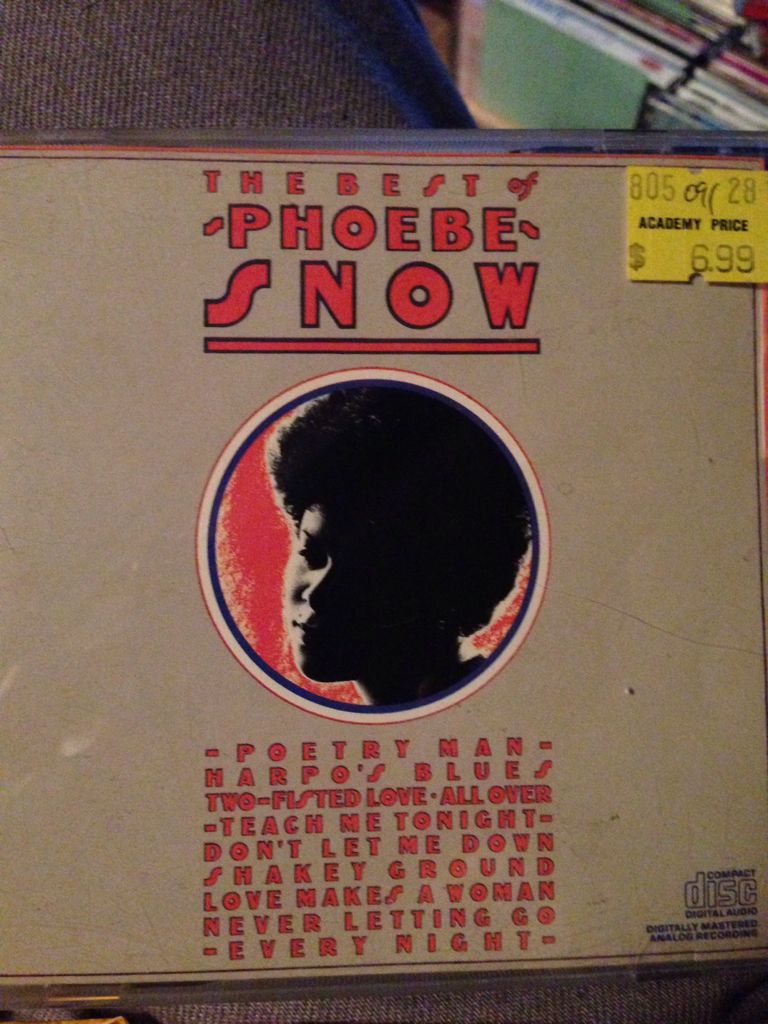 THE BEST of
PHOEBE
SNOW
805 09/ 28
ACADEMY PRICE
$ 6.99
- POETRY MAN -
HARPO'S BLUES
TWO-FISTED LOVE • ALL OVER
- TEACH ME TONIGHT -
DON'T LET ME DOWN
SHAKEY GROUND
LOVE MAKES A WOMAN
NEVER LETTING GO
- EVERY NIGHT -
COMPACT
disc
DIGITAL AUDIO
DIGITALLY MASTERED
ANALOG RECORDING